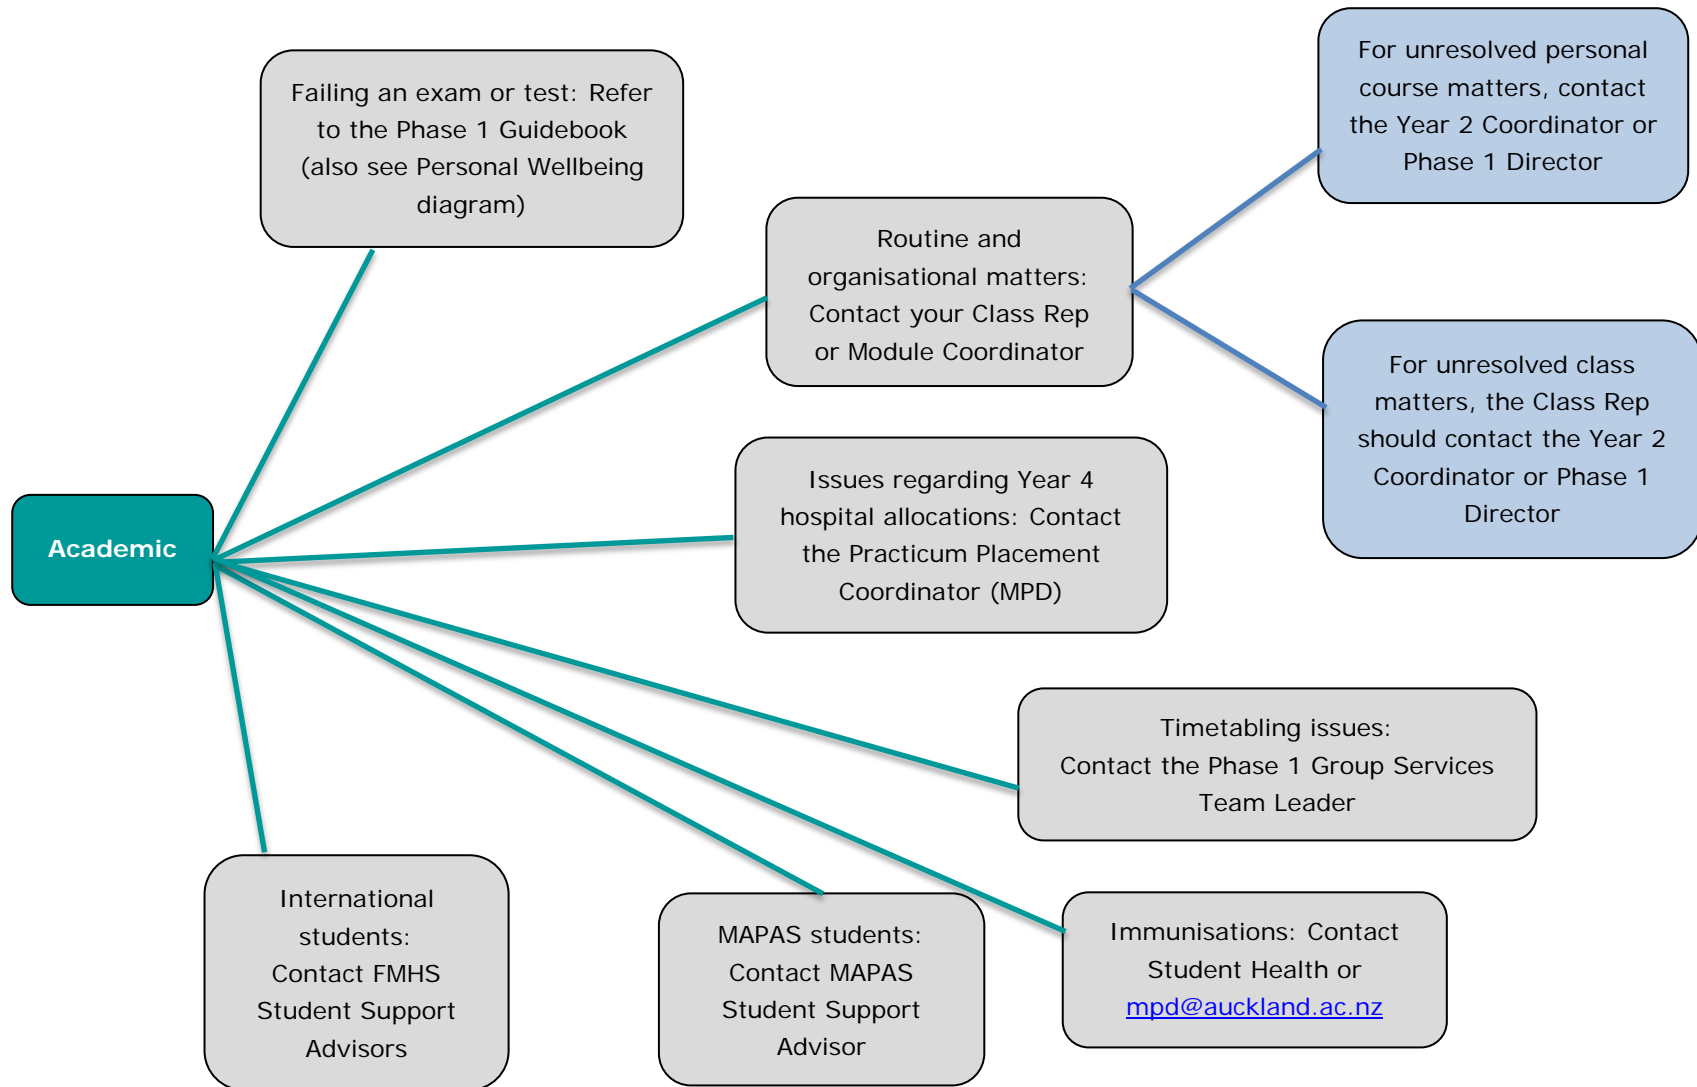 Failing an exam or test: Refer
to the Phase 1 Guidebook
(also see Personal Wellbeing
diagram)
For unresolved personal
course matters, contact
the Year 2 Coordinator or
Phase 1 Director
Routine and
organisational matters:
Contact your Class Rep
or Module Coordinator
For unresolved class
matters, the Class Rep
should contact the Year 2
Coordinator or Phase 1
Director
Academic
Issues regarding Year 4
hospital allocations: Contact
the Practicum Placement
Coordinator (MPD)
Timetabling issues:
Contact the Phase 1 Group Services
Team Leader
International
students:
Contact FMHS
Student Support
Advisors
MAPAS students:
Contact MAPAS
Student Support
Advisor
Immunisations: Contact
Student Health or
mpd@auckland.ac.nz